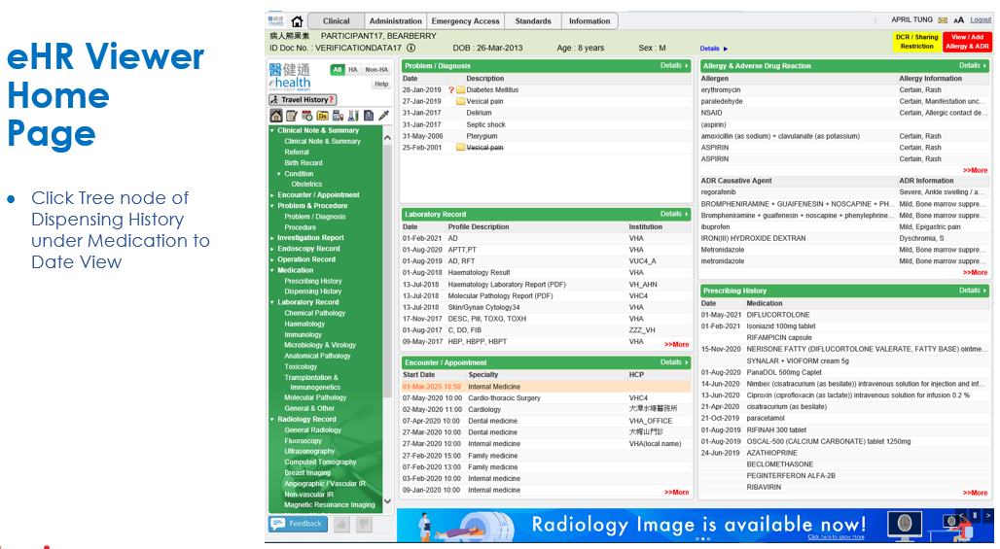 eHR Viewer
Home
Page
Click Tree node of
Dispensing History
under Medication to
Date View
Clinical Administration Emergency Access Standards Information
APRIL TUNG AA Logout
病人熊果素 PARTICIPANT17, BEARBERRY
ID Doc No. : VERIFICATIONDATA17 DOB : 26-Mar-2013 Age : 8 years Sex : M Details
DCR / Sharing
Restriction
View / Add
Allergy & ADR
醫健通
ehealth
All HA Non-HA
Help
Travel History ?
Clinical Note & Summary
Clinical Note & Summary
Referral
Birth Record
Condition
Obstetrics
Encounter / Appointment
Problem & Procedure
Problem / Diagnosis
Procedure
Investigation Report
Endoscopy Record
Operation Record
Medication
Prescribing History
Dispensing History
Laboratory Record
Chemical Pathology
Haematology
Immunology
Microbiology & Virology
Anatomical Pathology
Toxicology
Transplantation &
Immunogenetics
Molecular Pathology
General & Other
Radiology Record
General Radiology
Fluoroscopy
Ultrasonography
Computed Tomography
Breast Imaging
Angiographic / Vascular IR
Non-vascular IR
Magnetic Resonance Imaging
Feedback
Problem / Diagnosis Details
Date Description
28-Jan-2019 ? Diabetes Mellitus
27-Jan-2019 Vesical pain
31-Jan-2017 Delirium
31-Jan-2017 Septic shock
31-May-2006 Pterygium
25-Feb-2001 Vesical pain
Laboratory Record Details
Date Profile Description Institution
01-Feb-2021 AD VHA
01-Aug-2020 APTT,PT VHA
01-Aug-2019 AD, RFT VUC4_A
01-Aug-2018 Haematology Result VHA
13-Jul-2018 Haematology Laboratory Report (PDF) VH_AHN
13-Jul-2018 Molecular Pathology Report (PDF) VHC4
13-Jul-2018 Skin/Gynae Cytology34 VHA
17-Nov-2017 DESC, Pill, TOXG, TOXH VHA
01-Aug-2017 C, DD, FIB ZZZ_VH
09-May-2017 HBP, HBPP, HBPT VHA
>>More
Encounter / Appointment Details
Start Date Specialty HCP
01-Mar-2025 10:50 Internal Medicine
07-May-2020 10:00 Cardio-thoracic Surgery VHC4
02-May-2020 11:00 Cardiology
07-Apr-2020 10:00 Dental medicine VHA_OFFICE
27-Mar-2020 10:00 Dental medicine 大帽山門診
27-Mar-2020 10:00 Internal medicine VHA(local name)
27-Feb-2020 15:00 Family medicine
07-Feb-2020 13:00 Family medicine
03-Feb-2020 10:00 Internal medicine
09-Jan-2020 10:00 Internal medicine
>>More
Allergy & Adverse Drug Reaction Details
Allergen Allergy Information
erythromycin Certain, Rash
paraledehyde Certain, Manifestation unc...
NSAID Certain, Allergic contact de...
(aspirin)
amoxicillin (as sodium) + clavulanate (as potassium) Certain, Rash
ASPIRIN Certain, Rash
ASPIRIN Certain, Rash
>>More
ADR Causative Agent ADR Information
regorafenib Severe, Ankle swelling / a...
BROMPHENIRAMINE + GUAIFENESIN + NOSCAPINE + PH... Mild, Bone marrow suppre...
Brompheniramine + guaifenesin + noscapine + phenylephrine... Mild, Bone marrow suppre...
ibuprofen Mild, Epigastric pain
IRON(III) HYDROXIDE DEXTRAN Dyschromia, S
Metronidazole Mild, Bone marrow suppre...
metronidazole Mild, Bone marrow suppre...
>>More
Prescribing History Details
Date Medication
01-May-2021 DIFLUCORTOLONE
01-Feb-2021 Isoniazid 100mg tablet
RIFAMPICIN capsule
15-Nov-2020 NERISONE FATTY (DIFLUCORTOLONE VALERATE, FATTY BASE) ointme...
SYNALAR + VIOFORM cream 5g
01-Aug-2020 PanaDOL 500mg Caplet
14-Jun-2020 Nimbex (cisatracurium (as besilate)) intravenous solution for injection and inf...
13-Jun-2020 Ciproxin (ciprofloxacin (as lactate)) intravenous solution for infusion 0.2 %
21-Apr-2020 cisatracurium (as besilate)
21-Oct-2019 paracetamol
01-Aug-2019 RIFINAH 300 tablet
01-Aug-2019 OSCAL-500 (CALCIUM CARBONATE) tablet 1250mg
24-Jun-2019 AZATHIOPRINE
BECLOMETHASONE
PEGINTERFERON ALFA-2B
RIBAVIRIN
>>More
Radiology Image is available now!
Click here to know more